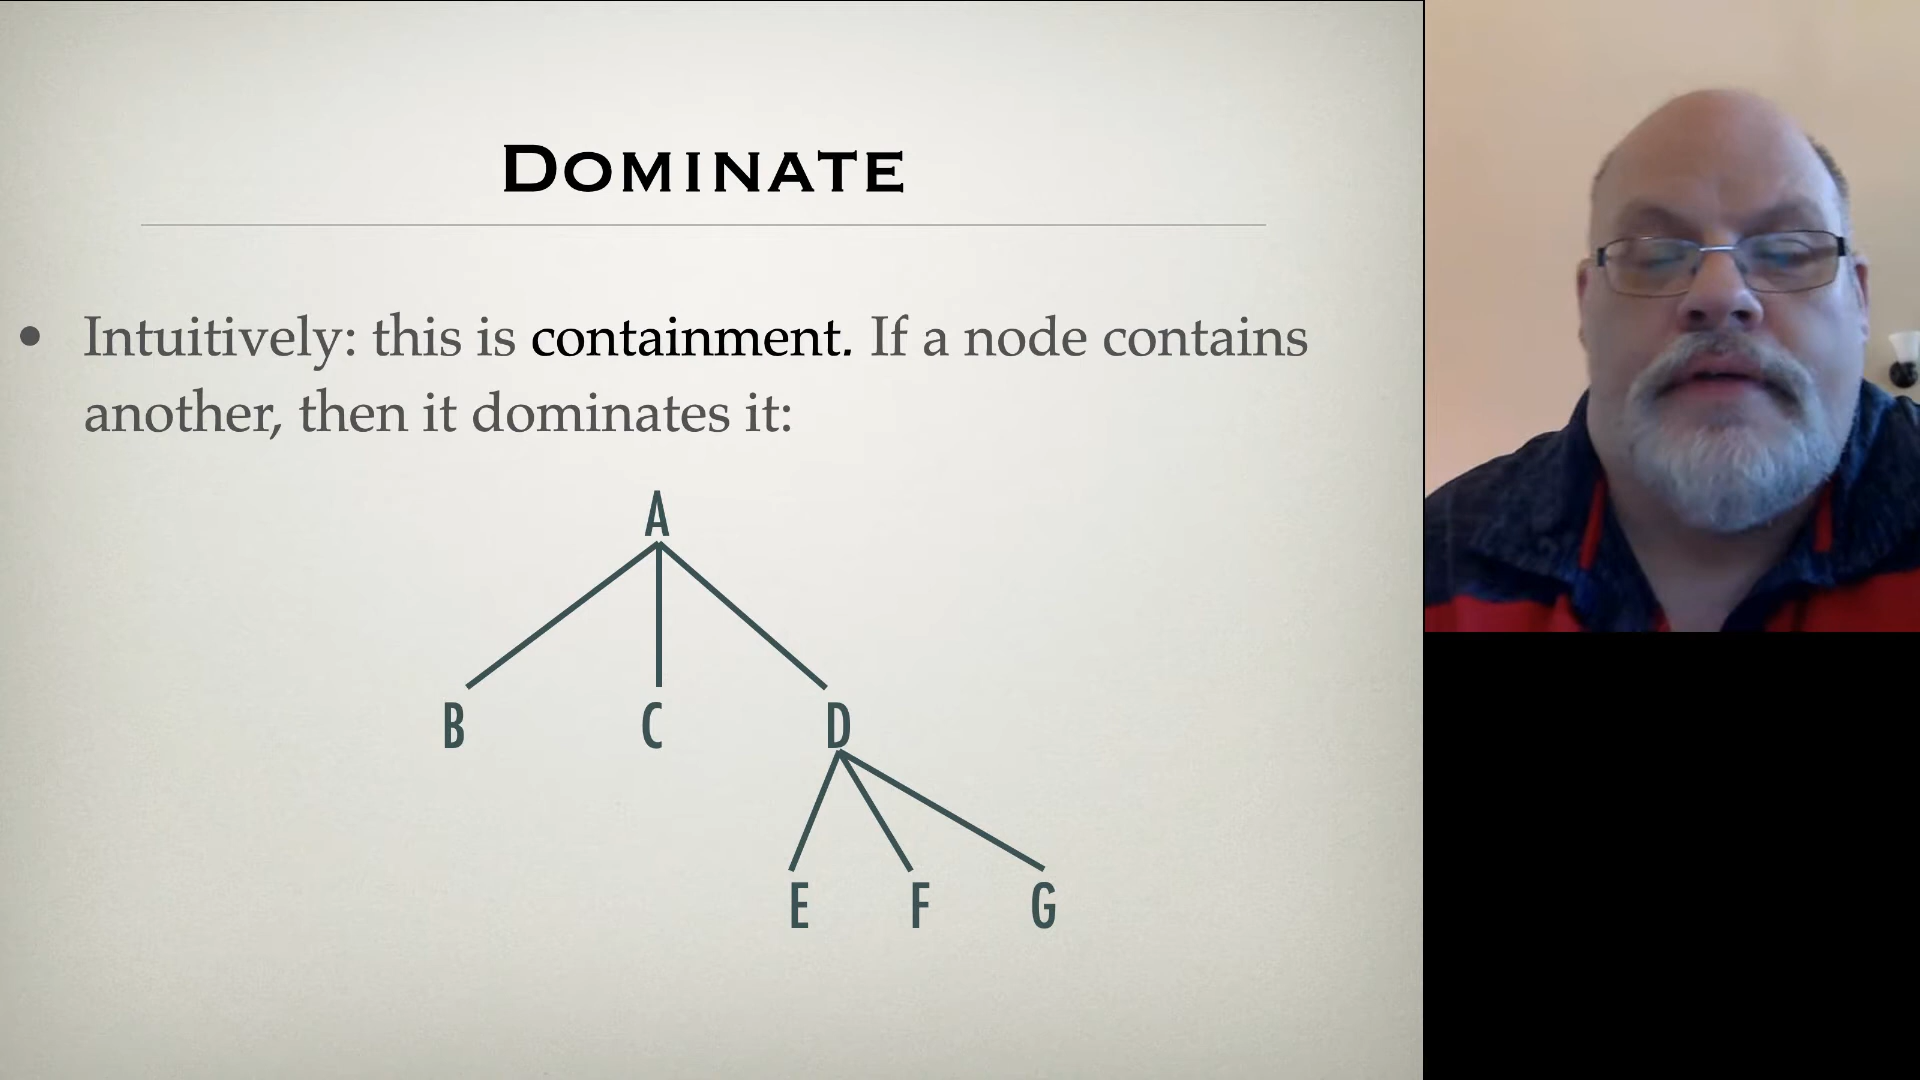 DOMINATE
• Intuitively: this is containment. If a node contains
another, then it dominates it:
A
B C D
E F G